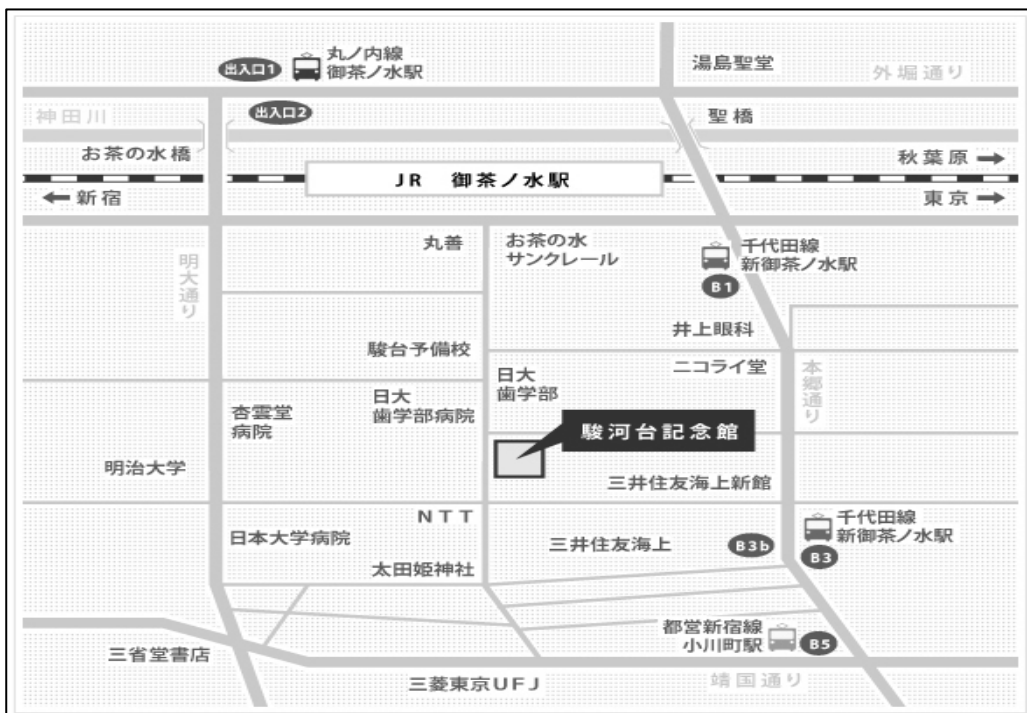 出入口1
丸ノ内線
御茶ノ水駅
湯島聖堂
外堀通り
神田川
出入口2
聖橋
お茶の水橋
秋葉原 →
JR 御茶ノ水駅
← 新宿
東京 →
明大通り
丸善
お茶の水
サンクレール
千代田線
新御茶ノ水駅
B1
井上眼科
駿台予備校
ニコライ堂
本郷通り
日大
歯学部
杏雲堂
病院
日大
歯学部病院
駿河台記念館
明治大学
三井住友海上新館
NTT
日本大学病院
三井住友海上
B3b
千代田線
新御茶ノ水駅
B3
太田姫神社
都営新宿線
小川町駅
B5
三省堂書店
三菱東京UFJ
靖国通り